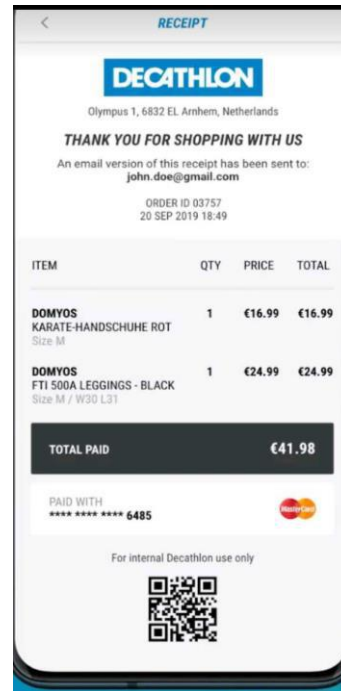 RECEIPT
DECATHLON
Olympus 1, 6832 EL Arnhem, Netherlands
THANK YOU FOR SHOPPING WITH US
An email version of this receipt has been sent to:
john.doe@gmail.com
ORDER ID 03757
20 SEP 2019 18:49
ITEM QTY PRICE TOTAL
DOMYOS 1 €16.99 €16.99
KARATE-HANDSCHUHE ROT
Size M
DOMYOS 1 €24.99 €24.99
FTI 500A LEGGINGS - BLACK
Size M / W30 L31
TOTAL PAID €41.98
PAID WITH
**** **** **** 6485
MasterCard
For internal Decathlon use only